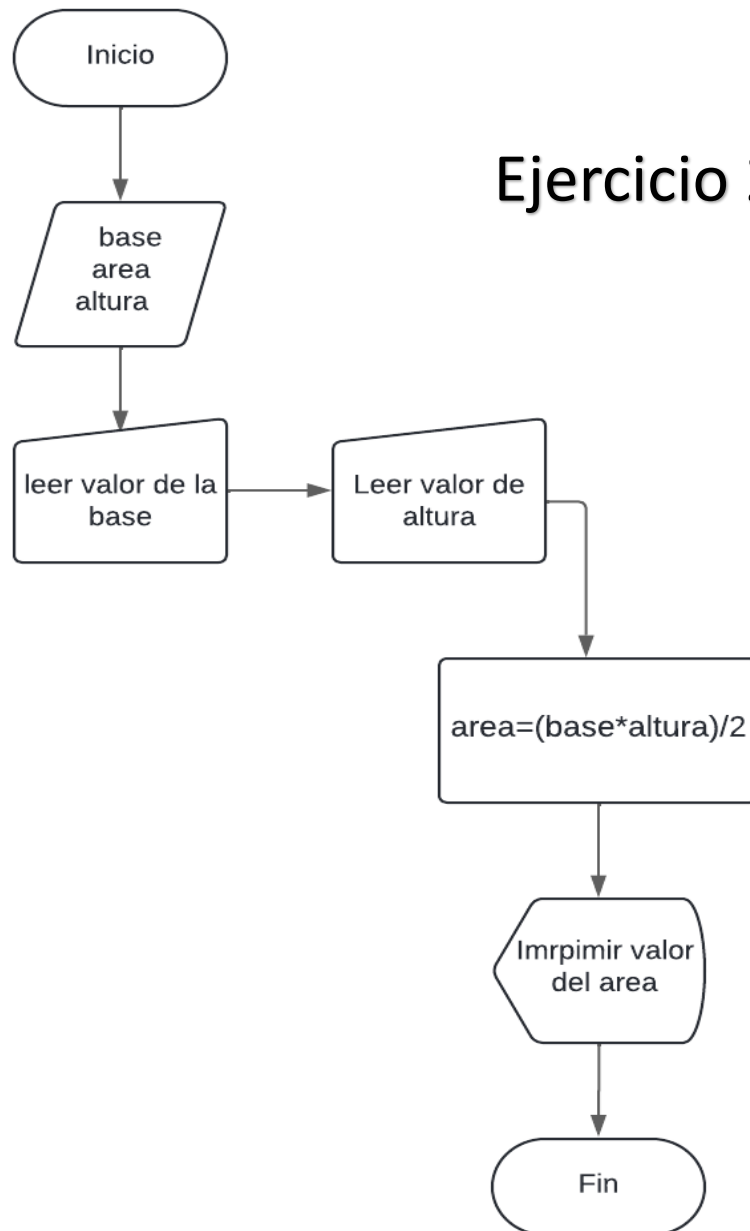 Inicio
Ejercicio
base
area
altura
leer valor de la
base
Leer valor de
altura
area=(base*altura)/2
Imrpimir valor
del area
Fin